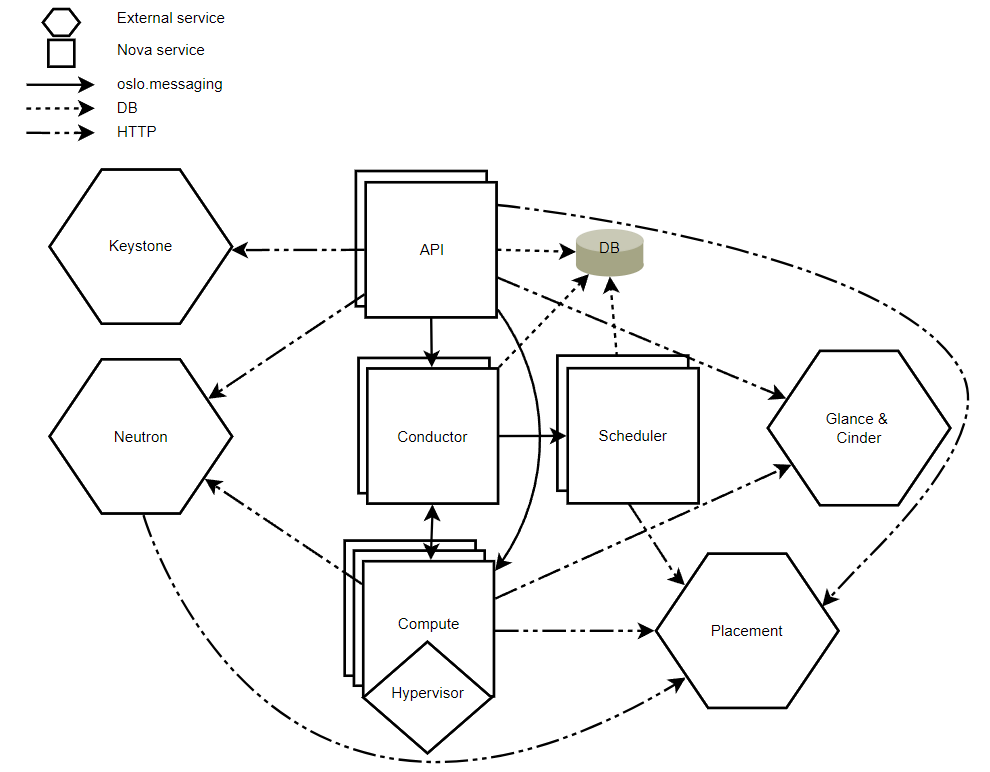 External service
Nova service
oslo.messaging
DB
HTTP
Keystone
API
DB
Neutron
Conductor
Scheduler
Glance &
Cinder
Compute
Hypervisor
Placement